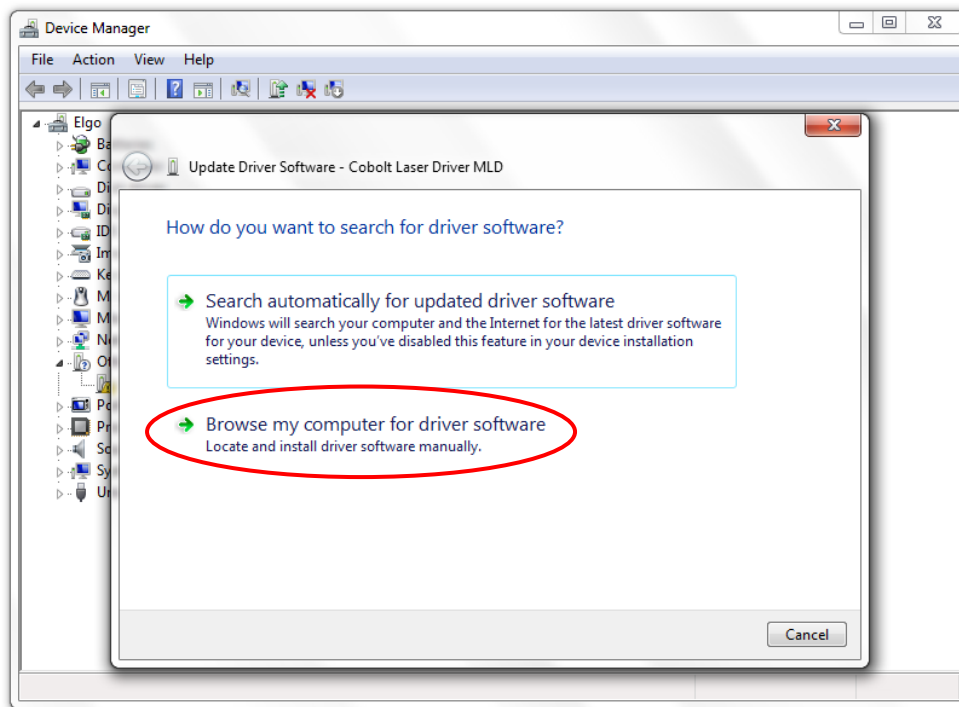 Device Manager
File Action View Help
Elgo
Update Driver Software - Cobolt Laser Driver MLD
How do you want to search for driver software?
Search automatically for updated driver software
Windows will search your computer and the Internet for the latest driver software
for your device, unless you've disabled this feature in your device installation
settings.
Browse my computer for driver software
Locate and install driver software manually.
Cancel